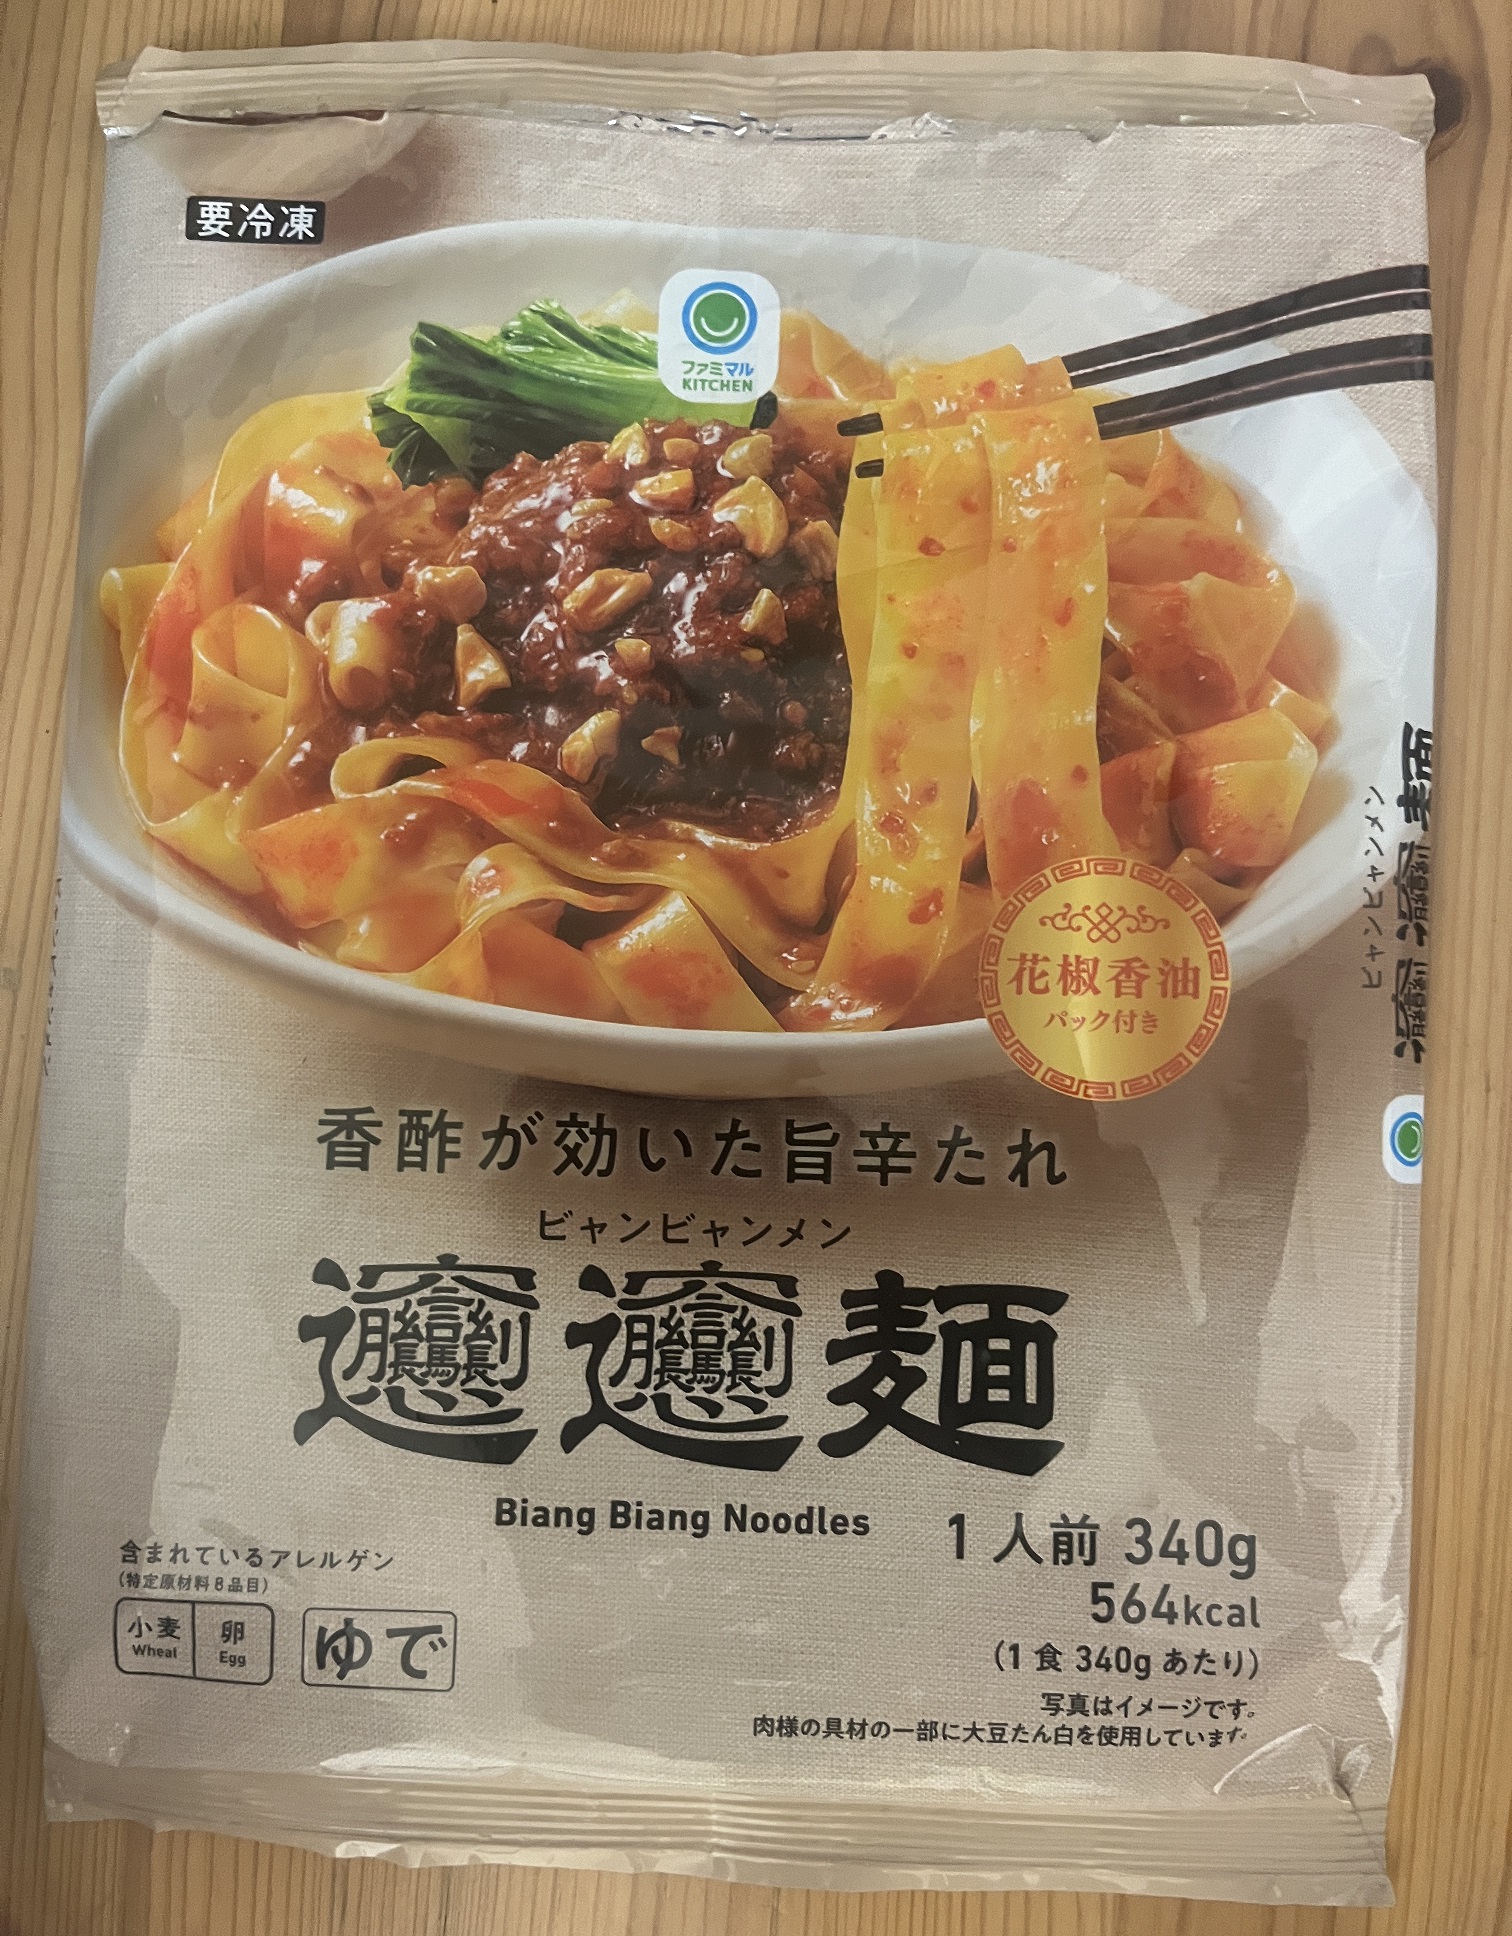 要冷凍
ファミマル
KITCHEN
花椒香油
パック付き
香酢が効いた旨辛たれ
ビャンビャンメン
𰻞𰻞麺
Biang Biang Noodles
1人前 340g
564kcal
(1食 340gあたり)
写真はイメージです。
肉様の具材の一部に大豆たん白を使用しています。
含まれているアレルゲン
(特定原材料8品目)
小麦 卵
Wheat Egg
ゆで
ビャンビャンメン
𰻞𰻞麺